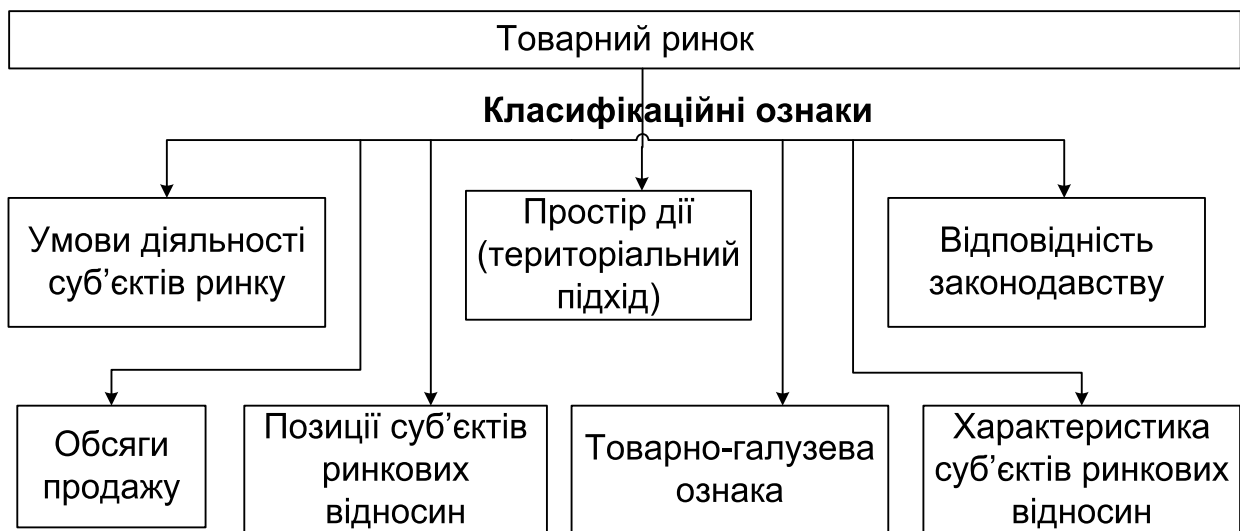 Товарний ринок
Класифікаційні ознаки
Умови діяльності
суб’єктів ринку
Простір дії
(територіальний
підхід)
Відповідність
законодавству
Обсяги
продажу
Позиції суб’єктів
ринкових
відносин
Товарно-галузева
ознака
Характеристика
суб’єктів ринкових
відносин